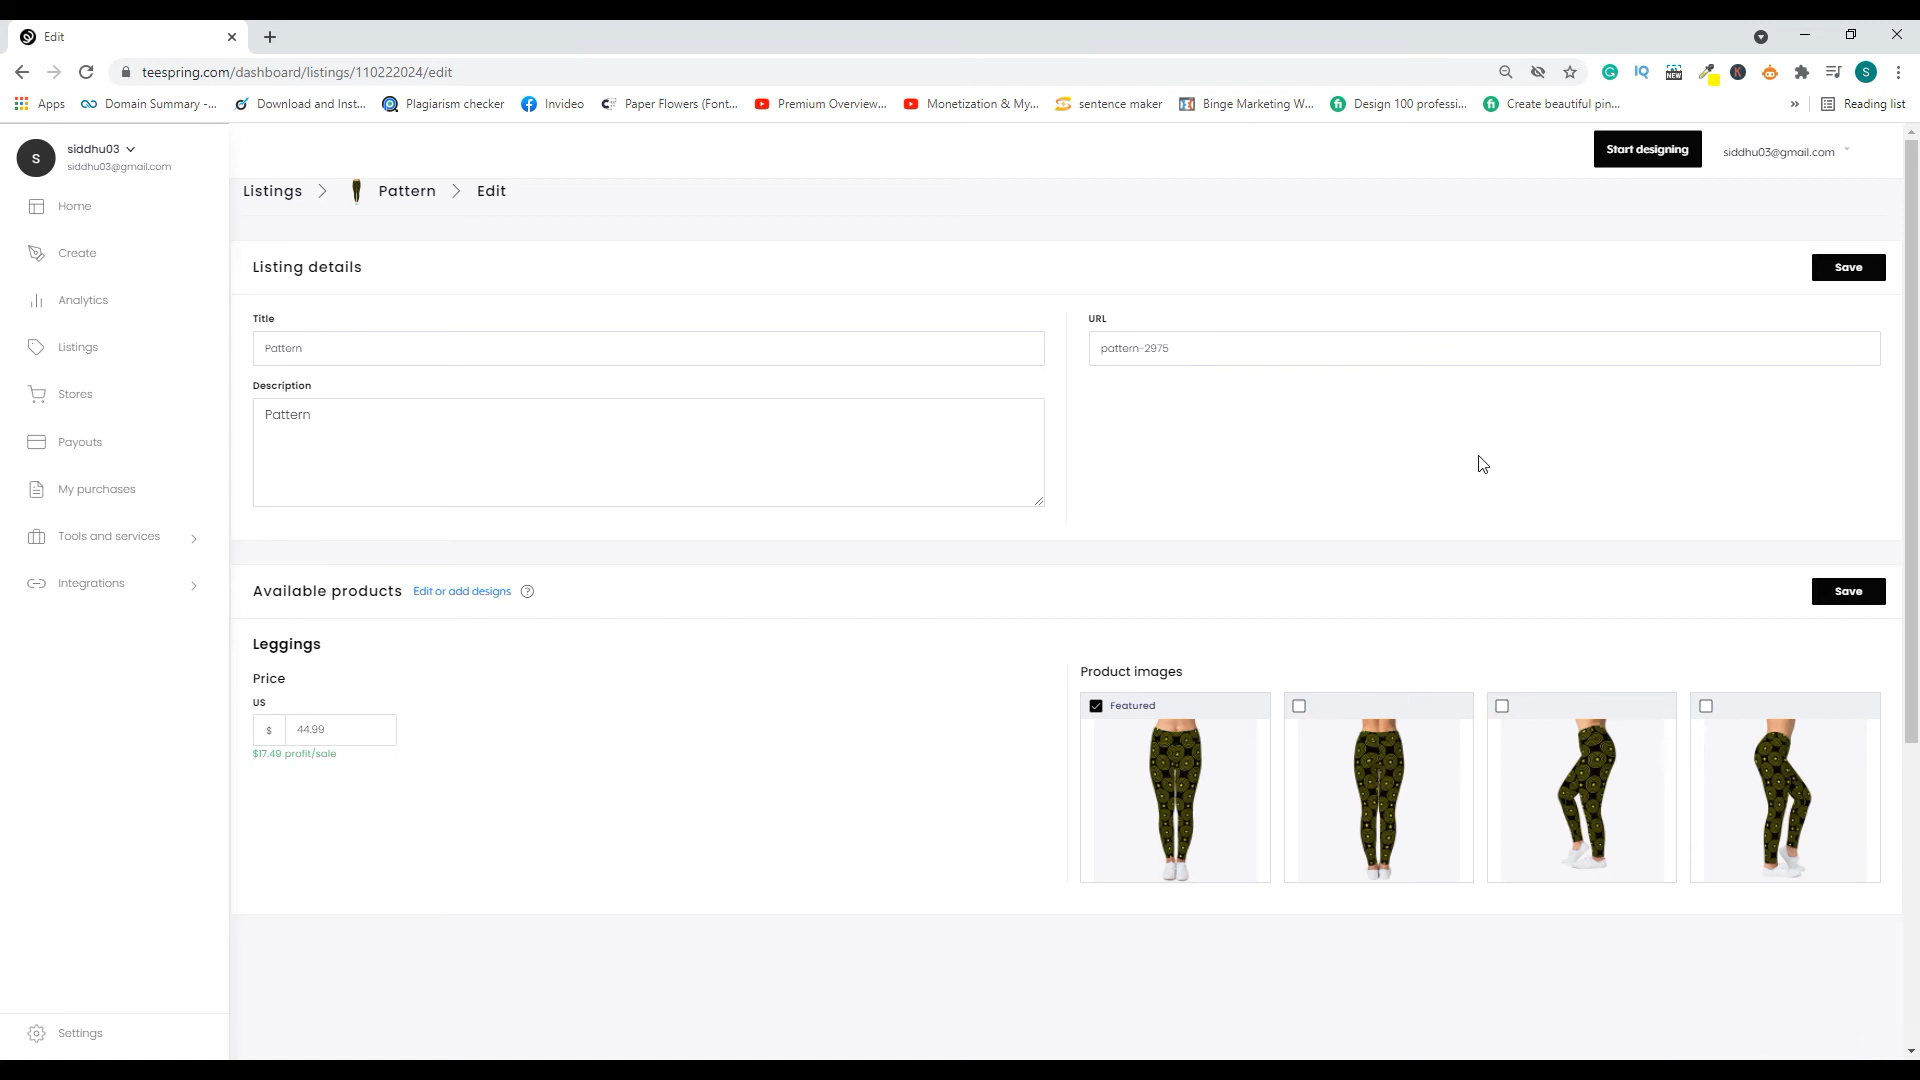 Edit
teespring.com/dashboard/listings/110222024/edit
S
Apps
Domain Summary -...
Download and Inst...
Plagiarism checker
Invideo
Paper Flowers (Font...
Premium Overview...
Monetization & My...
sentence maker
Binge Marketing W...
Design 100 professi...
Create beautiful pin...
»
Reading list
S
siddhu03
siddhu03@gmail.com
Start designing
siddhu03@gmail.com
Home
Create
Analytics
Listings
Stores
Payouts
My purchases
Tools and services
Integrations
Settings
Listings > Pattern > Edit
Listing details
Save
Title
Pattern
Description
Pattern
URL
pattern-2975
Available products Edit or add designs ?
Save
Leggings
Price
US
$ 44.99
$17.49 profit/sale
Product images
Featured